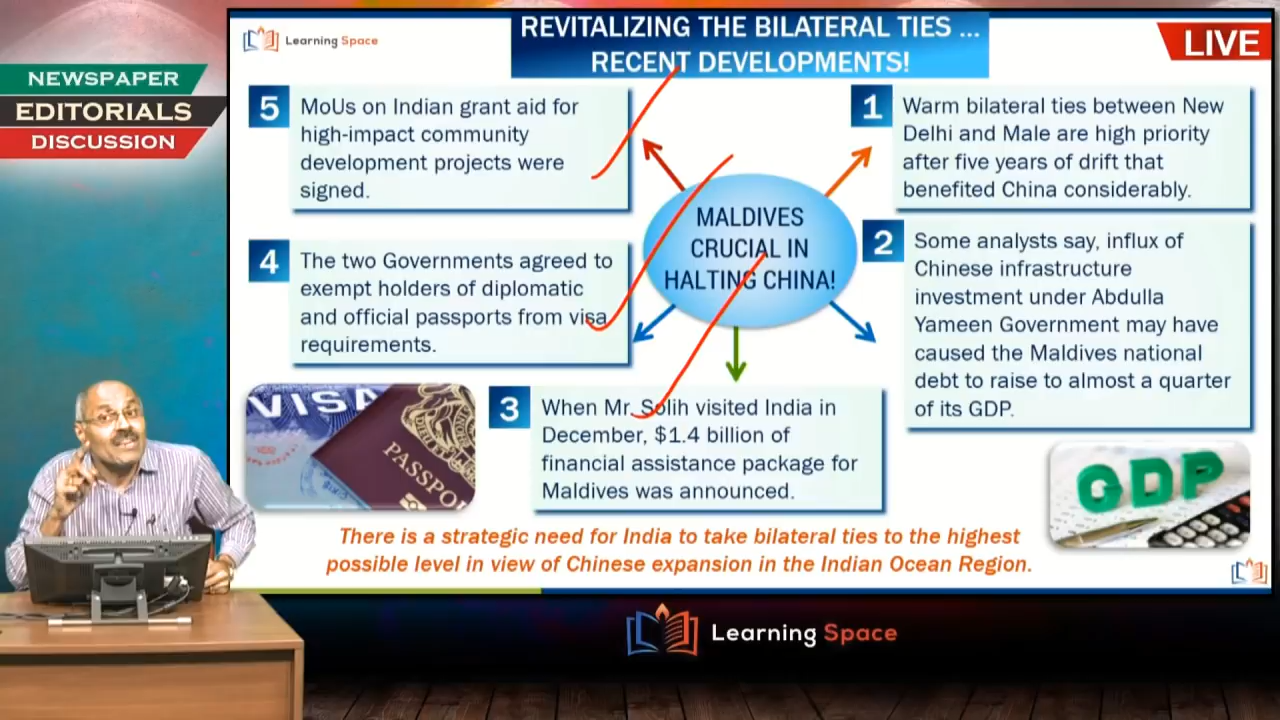 NEWSPAPER
EDITORIALS
DISCUSSION
Learning Space
REVITALIZING THE BILATERAL TIES ...
RECENT DEVELOPMENTS!
LIVE
5
MoUs on Indian grant aid for
high-impact community
development projects were
signed.
4
The two Governments agreed to
exempt holders of diplomatic
and official passports from visa
requirements.
MALDIVES
CRUCIAL IN
HALTING CHINA!
1
Warm bilateral ties between New
Delhi and Male are high priority
after five years of drift that
benefited China considerably.
2
Some analysts say, influx of
Chinese infrastructure
investment under Abdulla
Yameen Government may have
caused the Maldives national
debt to raise to almost a quarter
of its GDP.
3
When Mr. Solih visited India in
December, $1.4 billion of
financial assistance package for
Maldives was announced.
VISA
PASSPO
GDP
There is a strategic need for India to take bilateral ties to the highest
possible level in view of Chinese expansion in the Indian Ocean Region.
Learning Space